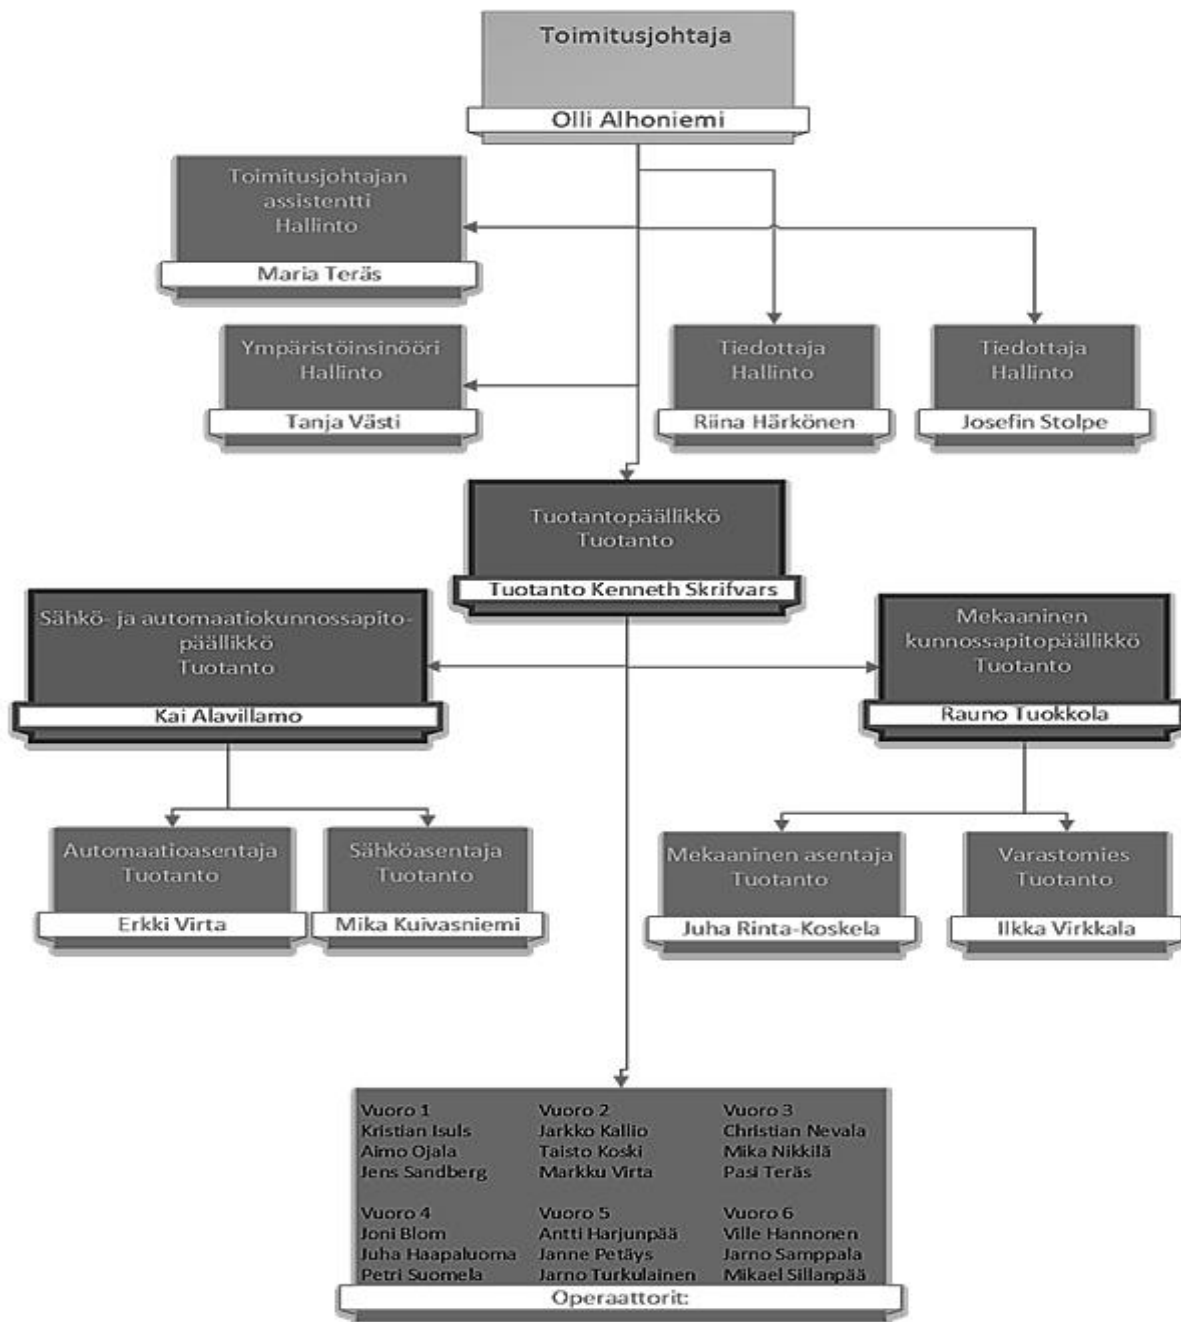 Toimitusjohtaja
Olli Alhoniemi
Toimitusjohtajan
assistentti
Hallinto
Maria Teräs
Ympäristöinsinööri
Hallinto
Tanja Västi
Tiedottaja
Hallinto
Riina Härkönen
Tiedottaja
Hallinto
Josefin Stolpe
Tuotantopäällikkö
Tuotanto
Tuotanto Kenneth Skrifvars
Sähkö- ja automaatiokunnossapito-
päällikkö
Tuotanto
Kai Alavillamo
Mekaaninen
kunnossapitopäällikkö
Tuotanto
Rauno Tuokkola
Automaatioasentaja
Tuotanto
Erkki Virta
Sähköasentaja
Tuotanto
Mika Kuivasniemi
Mekaaninen asentaja
Tuotanto
Juha Rinta-Koskela
Varastomies
Tuotanto
Ilkka Virkkala
Vuoro 1
Kristian Isuls
Aimo Ojala
Jens Sandberg
Vuoro 2
Jarkko Kallio
Taisto Koski
Markku Virta
Vuoro 3
Christian Nevala
Mika Nikkilä
Pasi Teräs
Vuoro 4
Joni Blom
Juha Haapaluoma
Petri Suomela
Vuoro 5
Antti Harjunpää
Janne Petäys
Jarno Turkulainen
Vuoro 6
Ville Hannonen
Jarno Samppala
Mikael Sillanpää
Operaattorit: